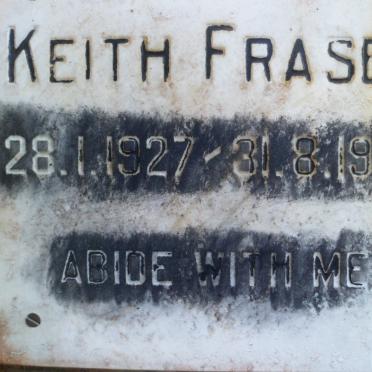 KEITH FRASE
28.1.1927-31.8.19
ABIDE WITH ME